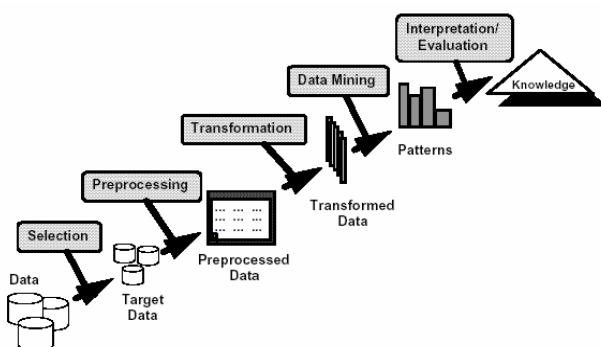 Interpretation/
Evaluation
Data Mining
Knowledge
Transformation
Patterns
Preprocessing
Transformed
Data
Selection
Preprocessed
Data
Data
Target
Data